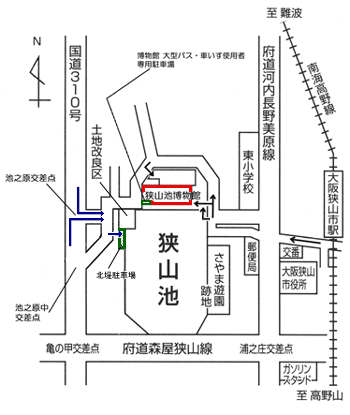 至 難波
博物館 大型バス・車いす使用者
専用駐車場
N
国道310号
府道河内長野美原線
南海高野線
土地改良区
東小学校
池之原交差点
狭山池博物館
大阪狭山市駅
狭山池
さやま遊園
跡地
郵便局
交番
大阪狭山
市役所
北堤駐車場
池之原中
交差点
亀の甲交差点
府道森屋狭山線
浦之庄交差点
ガソリン
スタンド
至 高野山